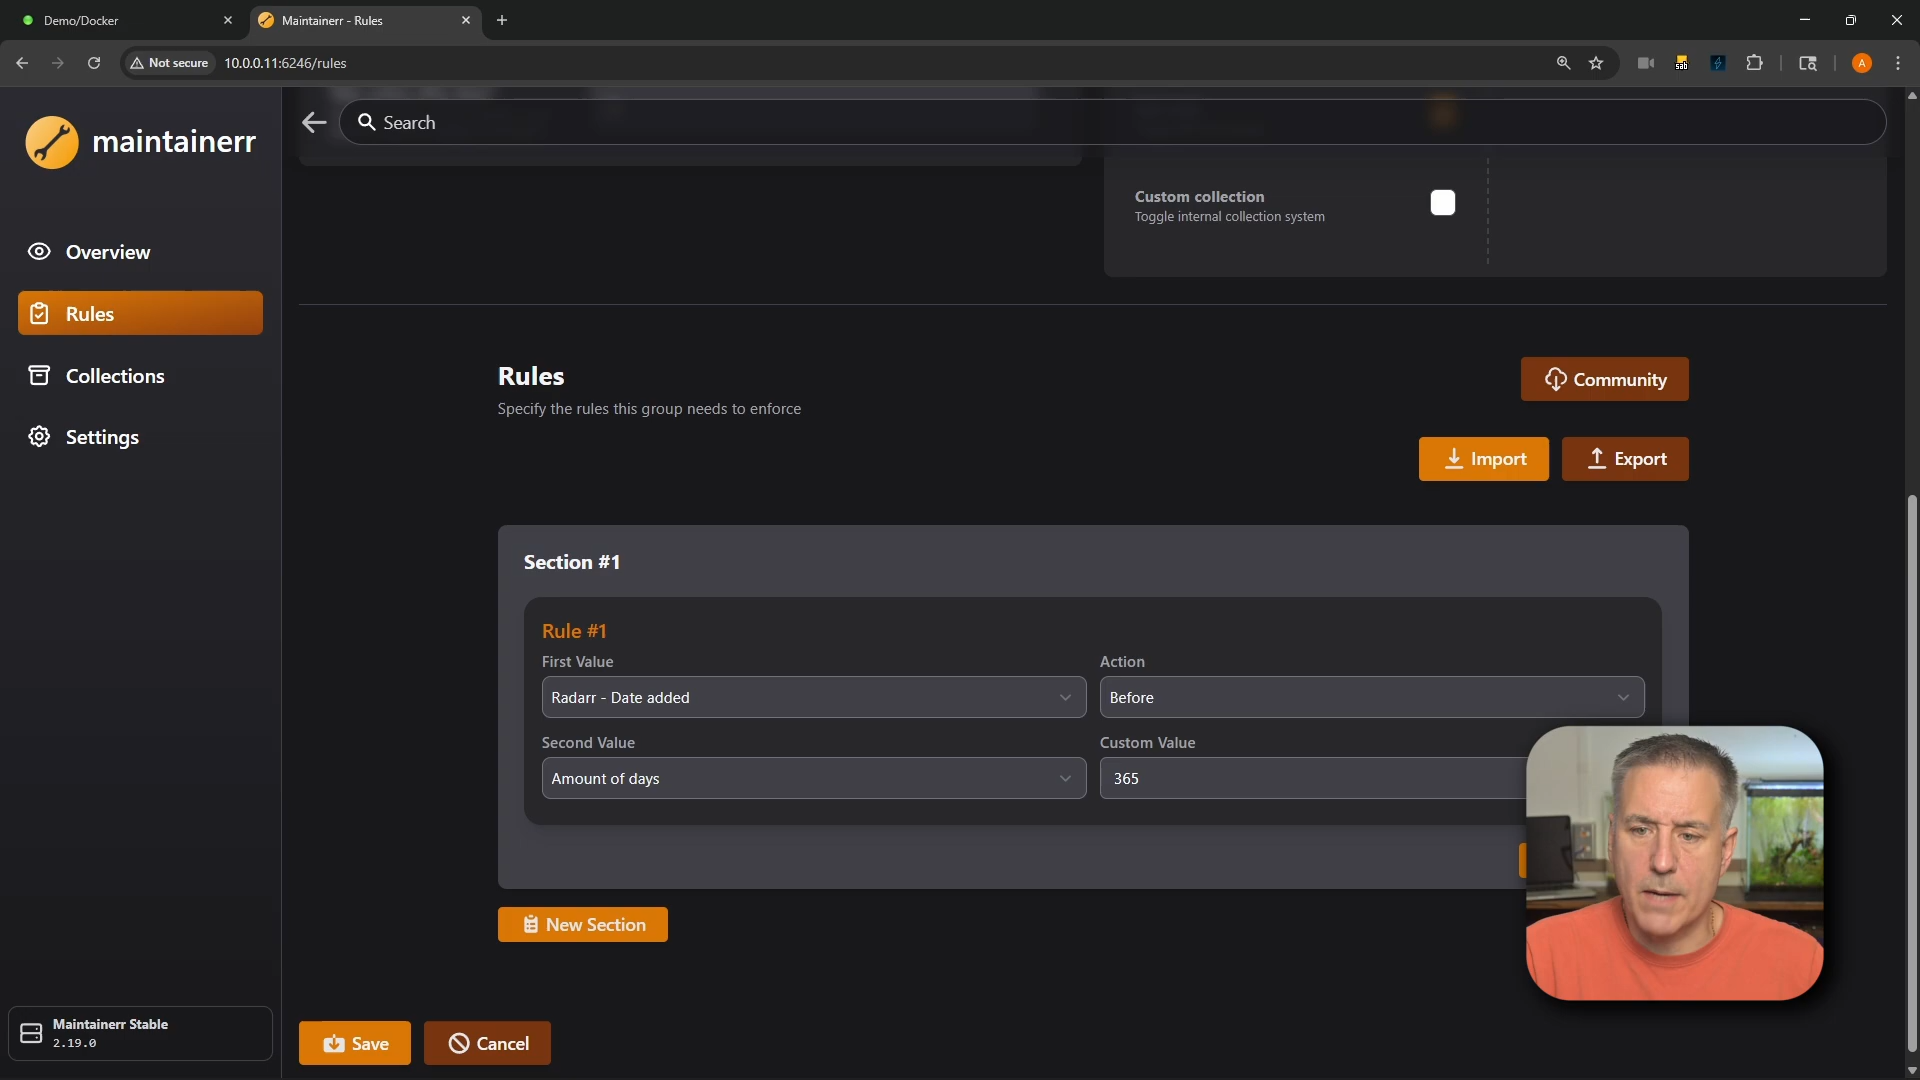 Demo/Docker
Maintainerr - Rules
Not secure
10.0.0.11:6246/rules
sab
A
maintainerr
Search
Custom collection
Toggle internal collection system
Overview
Rules
Collections
Settings
Rules
Specify the rules this group needs to enforce
Community
Import
Export
Section #1
Rule #1
First Value
Action
Radarr - Date added
Before
Second Value
Custom Value
Amount of days
365
New Section
Save
Cancel
Maintainerr Stable
2.19.0